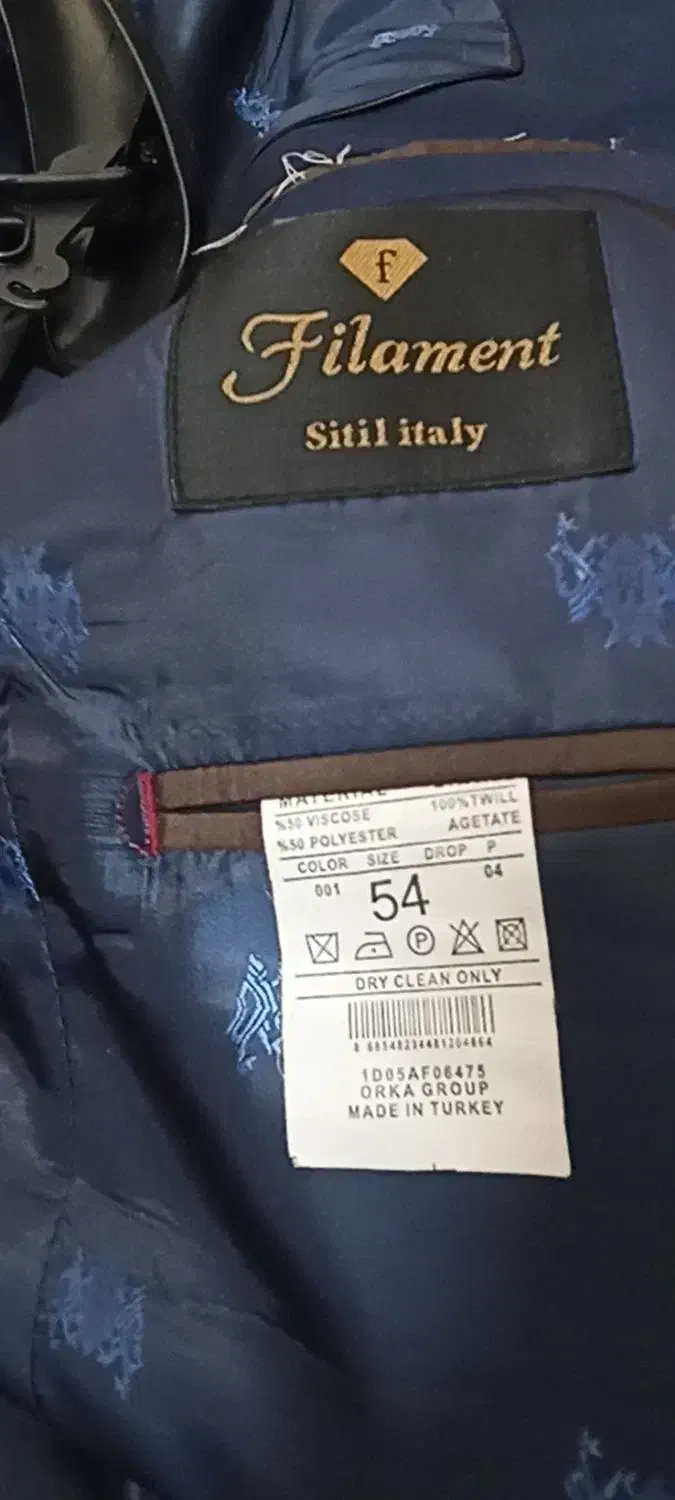 f
Filament
Sitil italy
MATERIAL
%50 VISCOSE 100%TWILL
%50 POLYESTER AGETATE
COLOR SIZE DROP P
001 54 04
P
DRY CLEAN ONLY
1D05AF06475
ORKA GROUP
MADE IN TURKEY